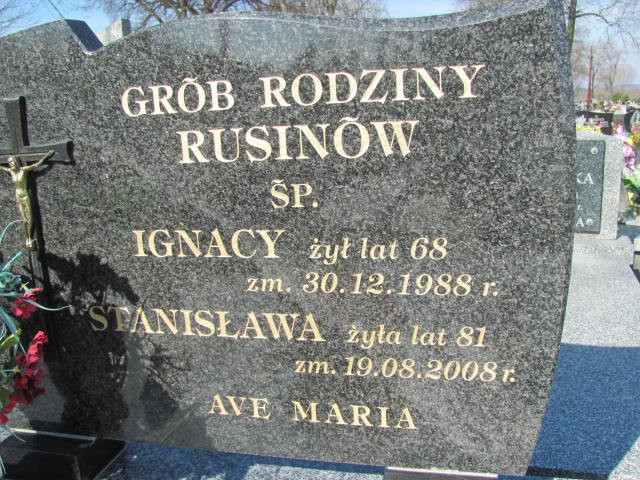 GRÕB RODZINY
RUSINÕW
ŠP.
IGNACY żył lat 68
zm. 30.12.1988 r.
STANISŁAWA żyła lat 81
zm. 19.08.2008 r.
AVE MARIA